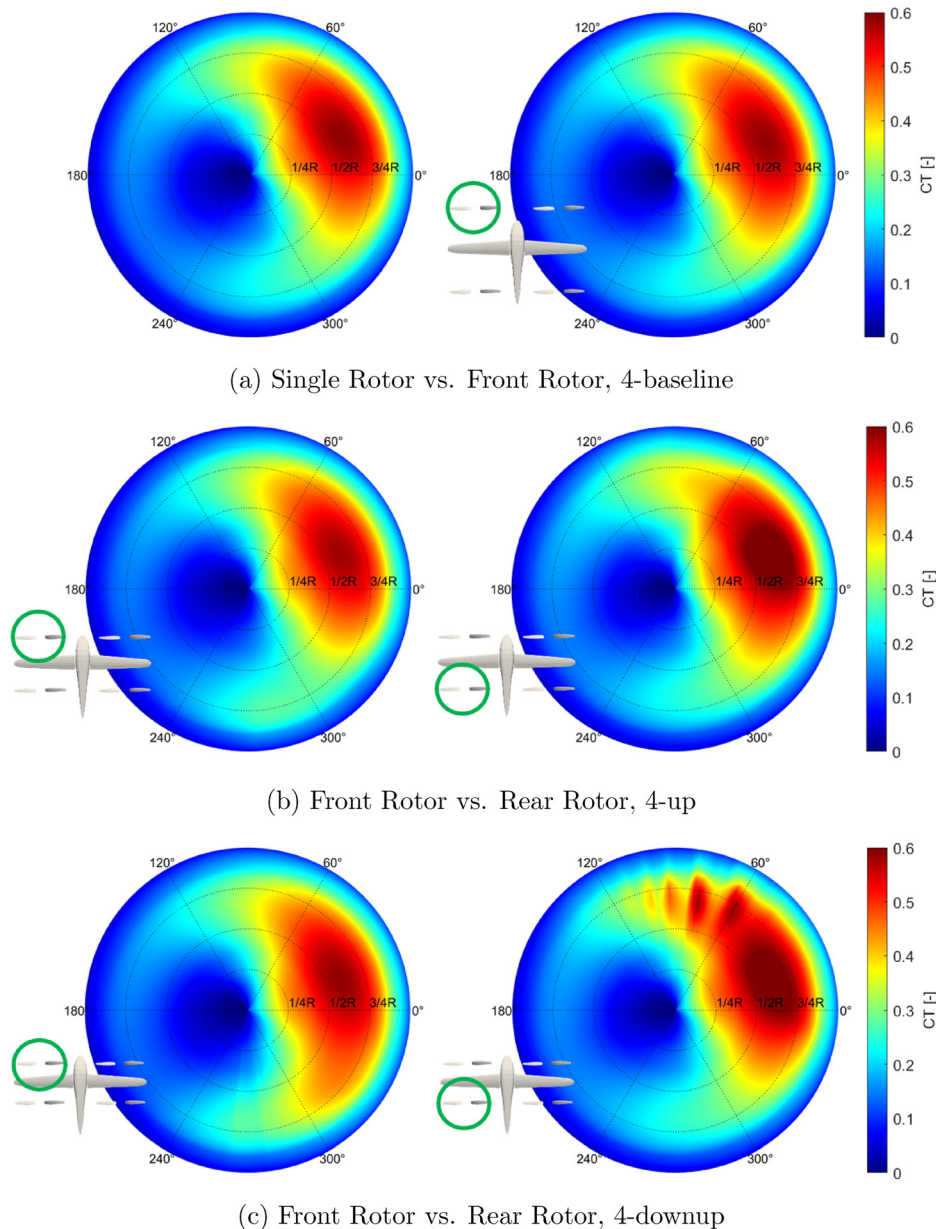 120° 60° 120° 60° 0.6
0.5
0.4
180 1/4R 1/2R 3/4R 0° 180 1/4R 1/2R 3/4R 0° 0.3 CT [-]
0.2
0.1
240° 300° 240° 300° 0
(a) Single Rotor vs. Front Rotor, 4-baseline
120° 60° 120° 60° 0.6
0.5
0.4
180 1/4R 1/2R 3/4R 0° 180 1/4R 1/2R 3/4R 0° 0.3 CT [-]
0.2
0.1
240° 300° 240° 300° 0
(b) Front Rotor vs. Rear Rotor, 4-up
120° 60° 120° 60° 0.6
0.5
0.4
180 1/4R 1/2R 3/4R 0° 180 1/4R 1/2R 3/4R 0° 0.3 CT [-]
0.2
0.1
240° 300° 240° 300° 0
(c) Front Rotor vs. Rear Rotor, 4-downup